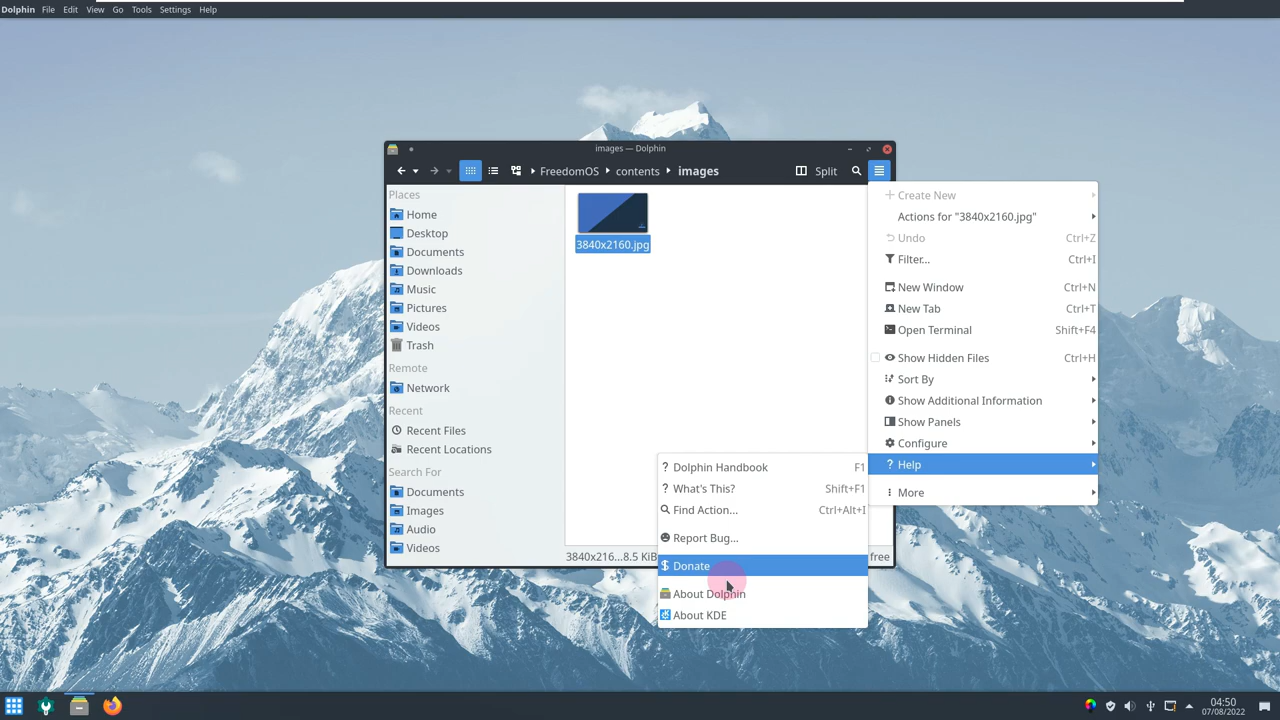 Dolphin File Edit View Go Tools Settings Help
images — Dolphin
FreedomOS contents images Split
Places
Home
Desktop
Documents
Downloads
Music
Pictures
Videos
Trash
Remote
Network
Recent
Recent Files
Recent Locations
Search For
Documents
Images
Audio
Videos
3840x2160.jpg
3840x216...8.5 KiB
free
Create New
Actions for "3840x2160.jpg"
Undo Ctrl+Z
Filter... Ctrl+I
New Window Ctrl+N
New Tab Ctrl+T
Open Terminal Shift+F4
Show Hidden Files Ctrl+H
Sort By
Show Additional Information
Show Panels
Configure
Help
More
Dolphin Handbook F1
What's This? Shift+F1
Find Action... Ctrl+Alt+I
Report Bug...
Donate
About Dolphin
About KDE
04:50
07/08/2022